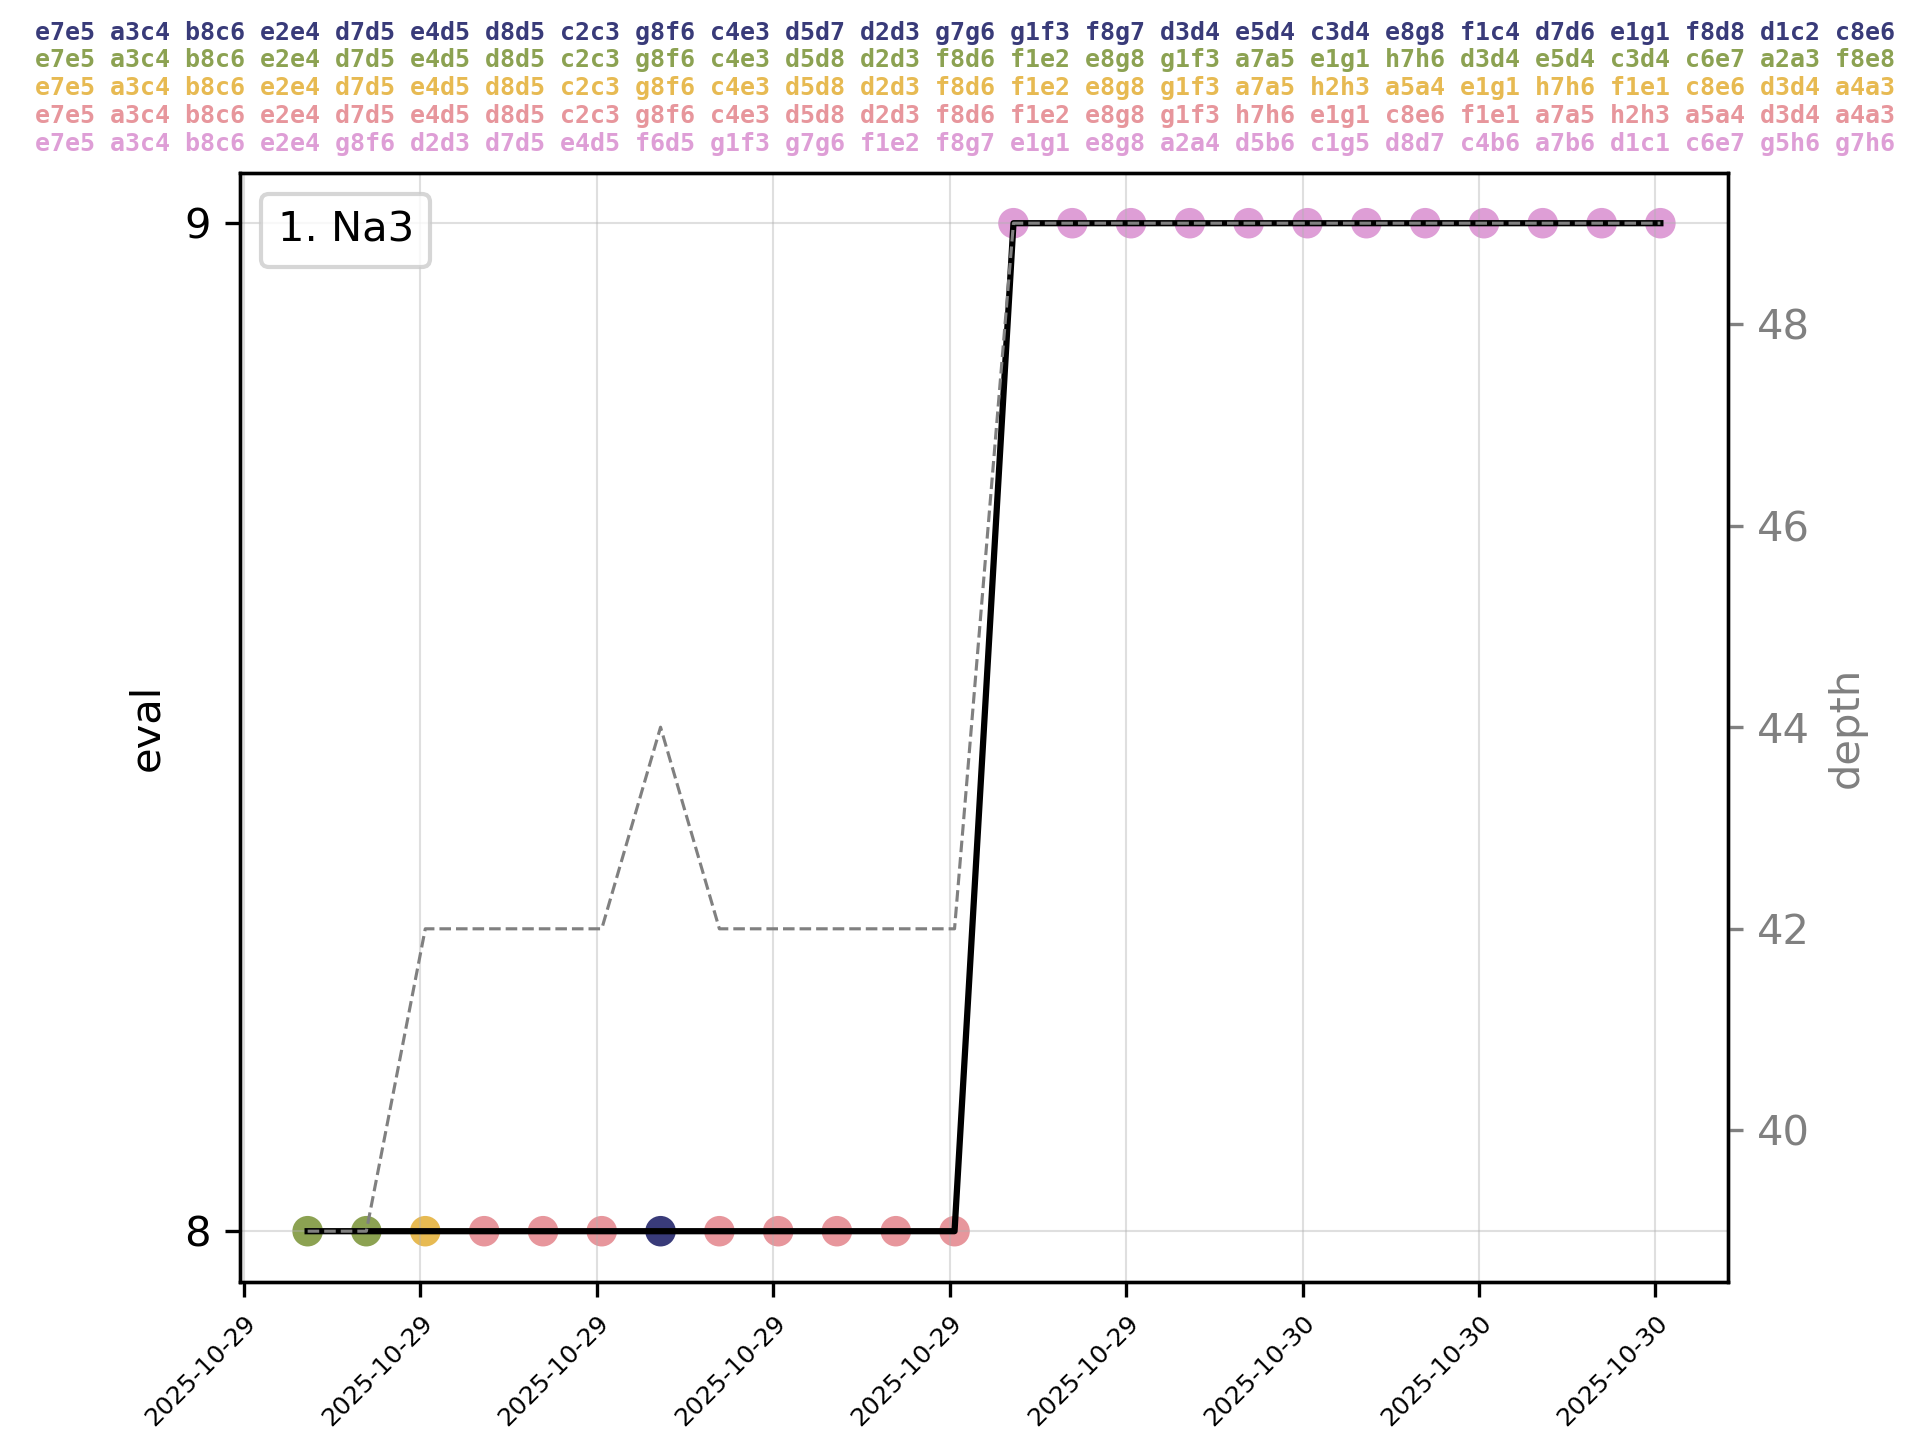 e7e5 a3c4 b8c6 e2e4 d7d5 e4d5 d8d5 c2c3 g8f6 c4e3 d5d7 d2d3 g7g6 g1f3 f8g7 d3d4 e5d4 c3d4 e8g8 f1c4 d7d6 e1g1 f8d8 d1c2 c8e6
e7e5 a3c4 b8c6 e2e4 d7d5 e4d5 d8d5 c2c3 g8f6 c4e3 d5d8 d2d3 f8d6 f1e2 e8g8 g1f3 a7a5 e1g1 h7h6 d3d4 e5d4 c3d4 c6e7 a2a3 f8e8
e7e5 a3c4 b8c6 e2e4 d7d5 e4d5 d8d5 c2c3 g8f6 c4e3 d5d8 d2d3 f8d6 f1e2 e8g8 g1f3 a7a5 h2h3 a5a4 e1g1 h7h6 f1e1 c8e6 d3d4 a4a3
e7e5 a3c4 b8c6 e2e4 d7d5 e4d5 d8d5 c2c3 g8f6 c4e3 d5d8 d2d3 f8d6 f1e2 e8g8 g1f3 h7h6 e1g1 c8e6 f1e1 a7a5 h2h3 a5a4 d3d4 a4a3
e7e5 a3c4 b8c6 e2e4 g8f6 d2d3 d7d5 e4d5 f6d5 g1f3 g7g6 f1e2 f8g7 e1g1 e8g8 a2a4 d5b6 c1g5 d8d7 c4b6 a7b6 d1c1 c6e7 g5h6 g7h6
1. Na3
9
8
eval
48
46
44
42
40
depth
2025-10-29
2025-10-29
2025-10-29
2025-10-29
2025-10-29
2025-10-29
2025-10-30
2025-10-30
2025-10-30